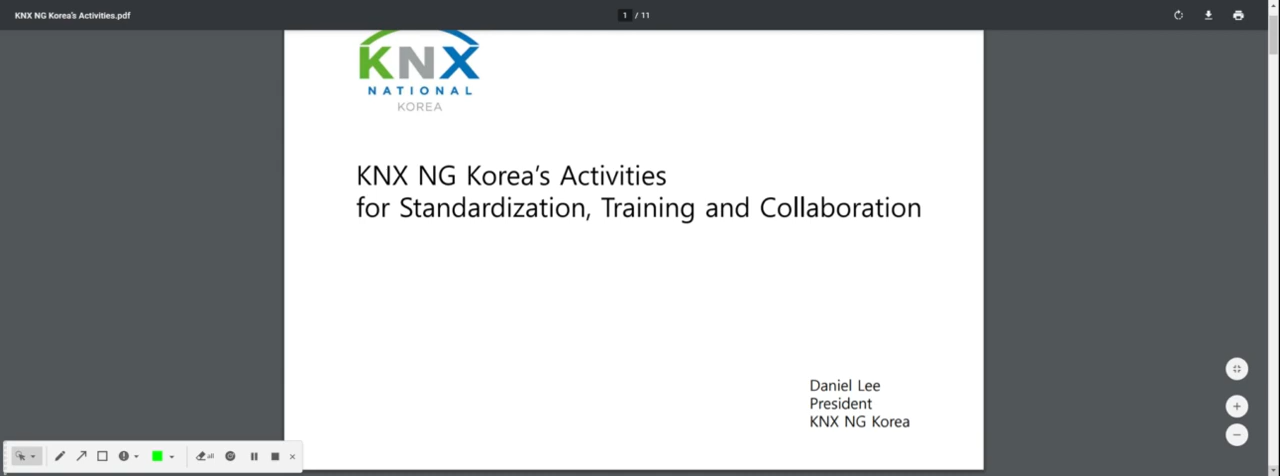 KNX NG Korea's Activities.pdf
1 / 11
KNX
NATIONAL
KOREA
KNX NG Korea's Activities
for Standardization, Training and Collaboration
Daniel Lee
President
KNX NG Korea
All